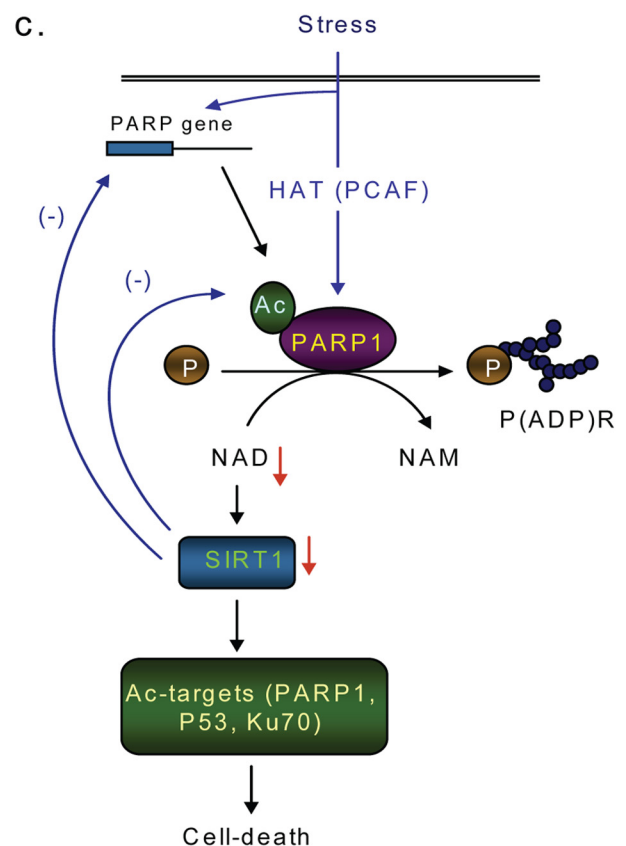 c.
Stress
PARP gene
HAT (PCAF)
(-)
(-)
Ac
PARP1
P
P
P(ADP)R
NAD
NAM
SIRT1
Ac-targets (PARP1,
P53, Ku70)
Cell-death